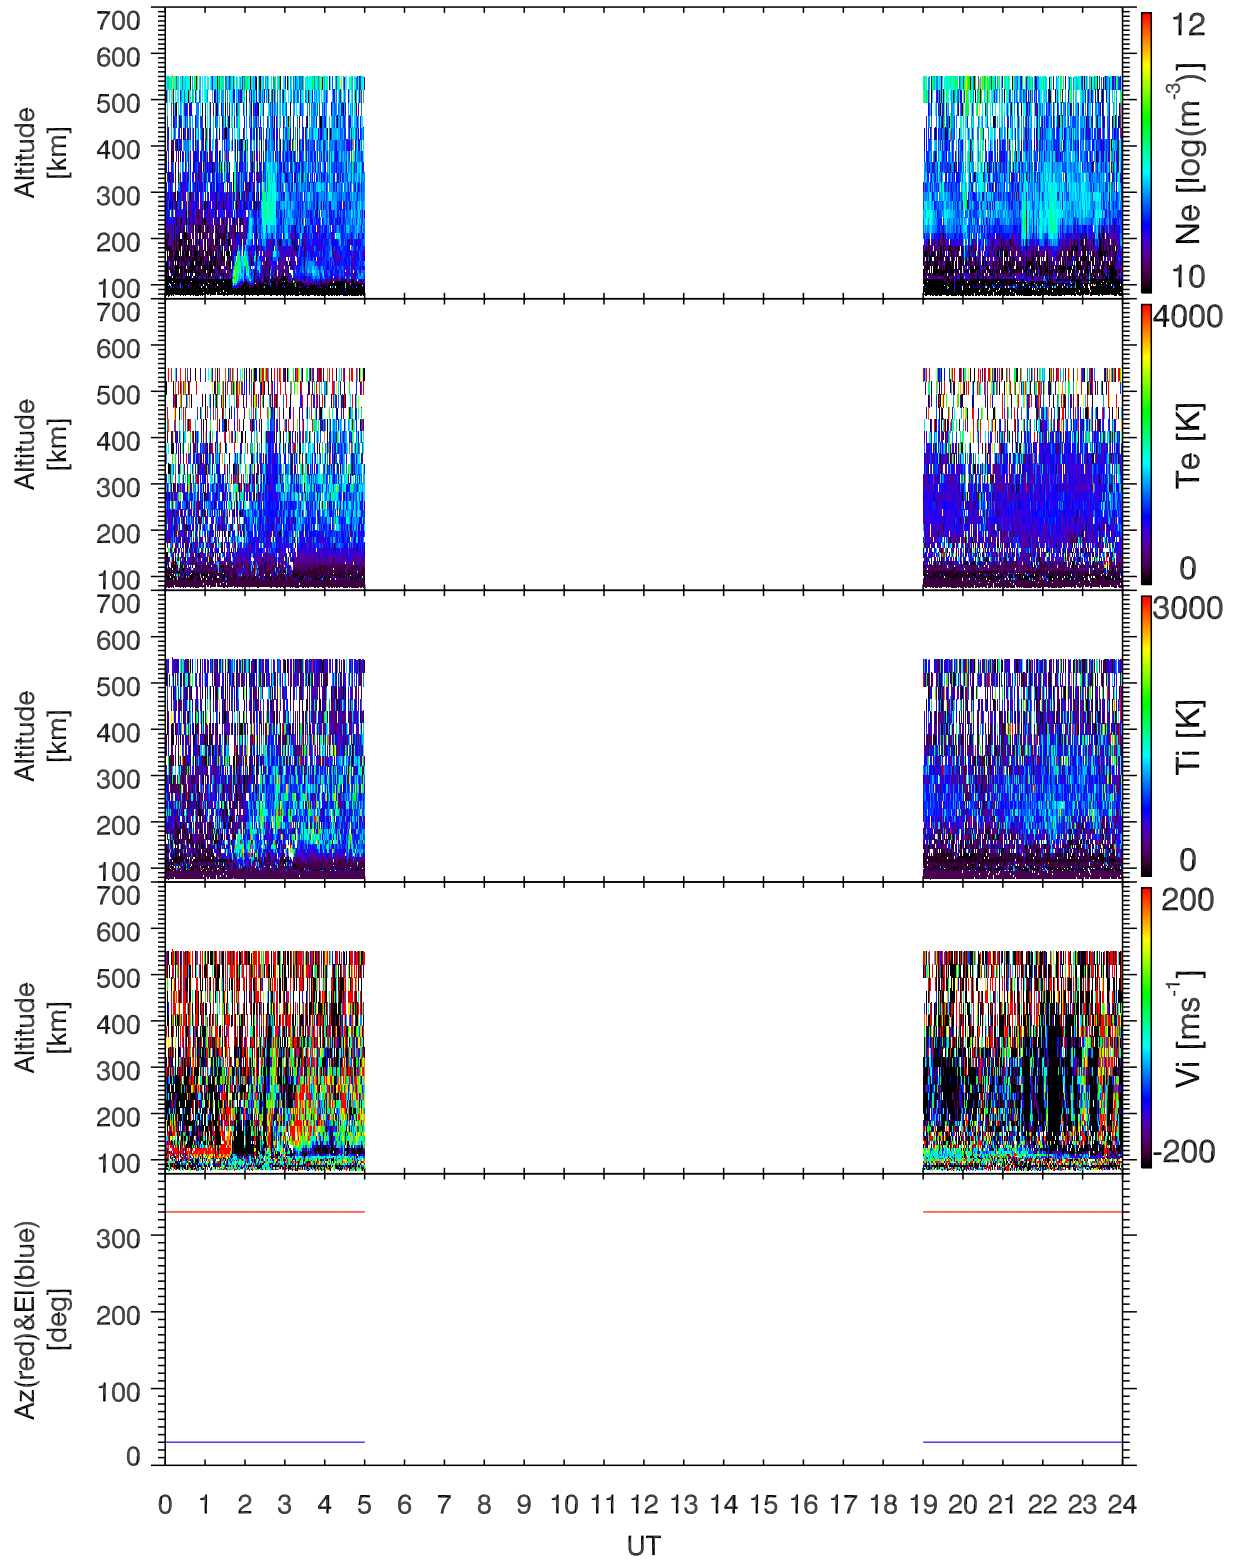 700
600
500
400
300
200
100
Altitude
[km]
12
Ne [log(m⁻³)]
10
700
600
500
400
300
200
100
Altitude
[km]
4000
Te [K]
0
700
600
500
400
300
200
100
Altitude
[km]
3000
Ti [K]
0
700
600
500
400
300
200
100
Altitude
[km]
200
Vi [ms⁻¹]
-200
300
200
100
0
Az(red)&El(blue)
[deg]
0 1 2 3 4 5 6 7 8 9 10 11 12 13 14 15 16 17 18 19 20 21 22 23 24
UT